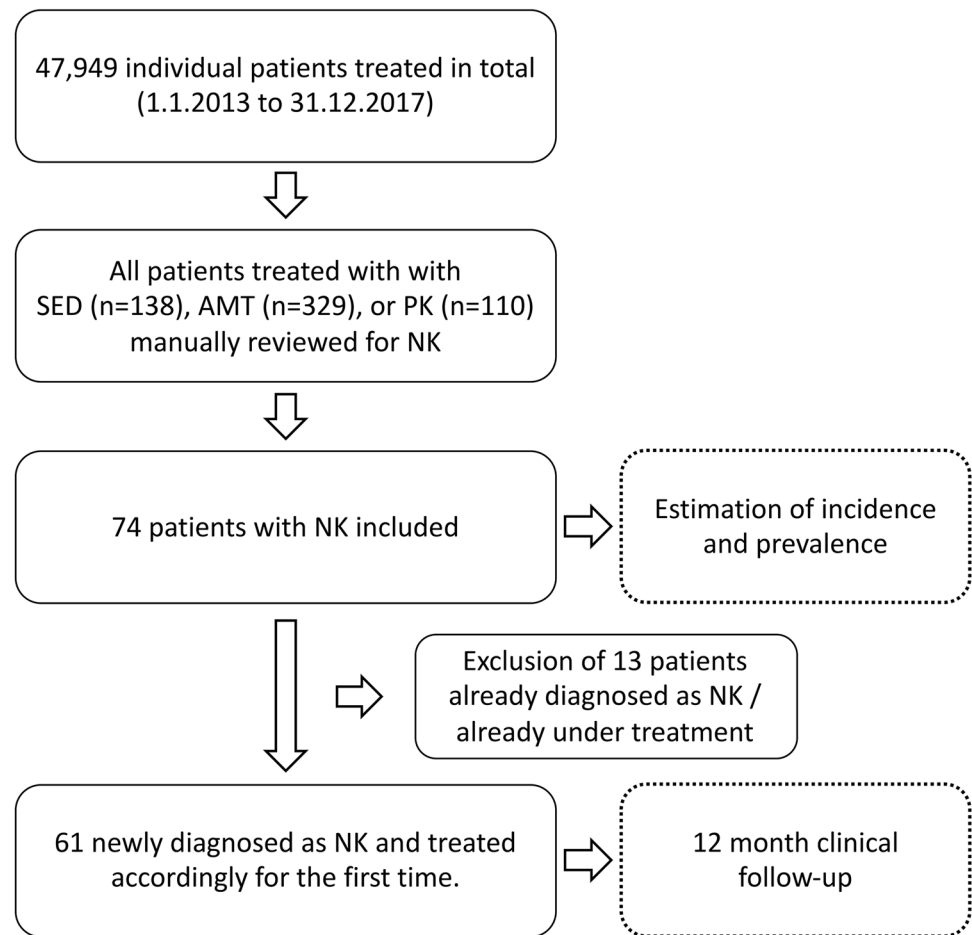 47,949 individual patients treated in total
(1.1.2013 to 31.12.2017)
All patients treated with with
SED (n=138), AMT (n=329), or PK (n=110)
manually reviewed for NK
74 patients with NK included
Estimation of incidence
and prevalence
Exclusion of 13 patients
already diagnosed as NK /
already under treatment
61 newly diagnosed as NK and treated
accordingly for the first time.
12 month clinical
follow-up